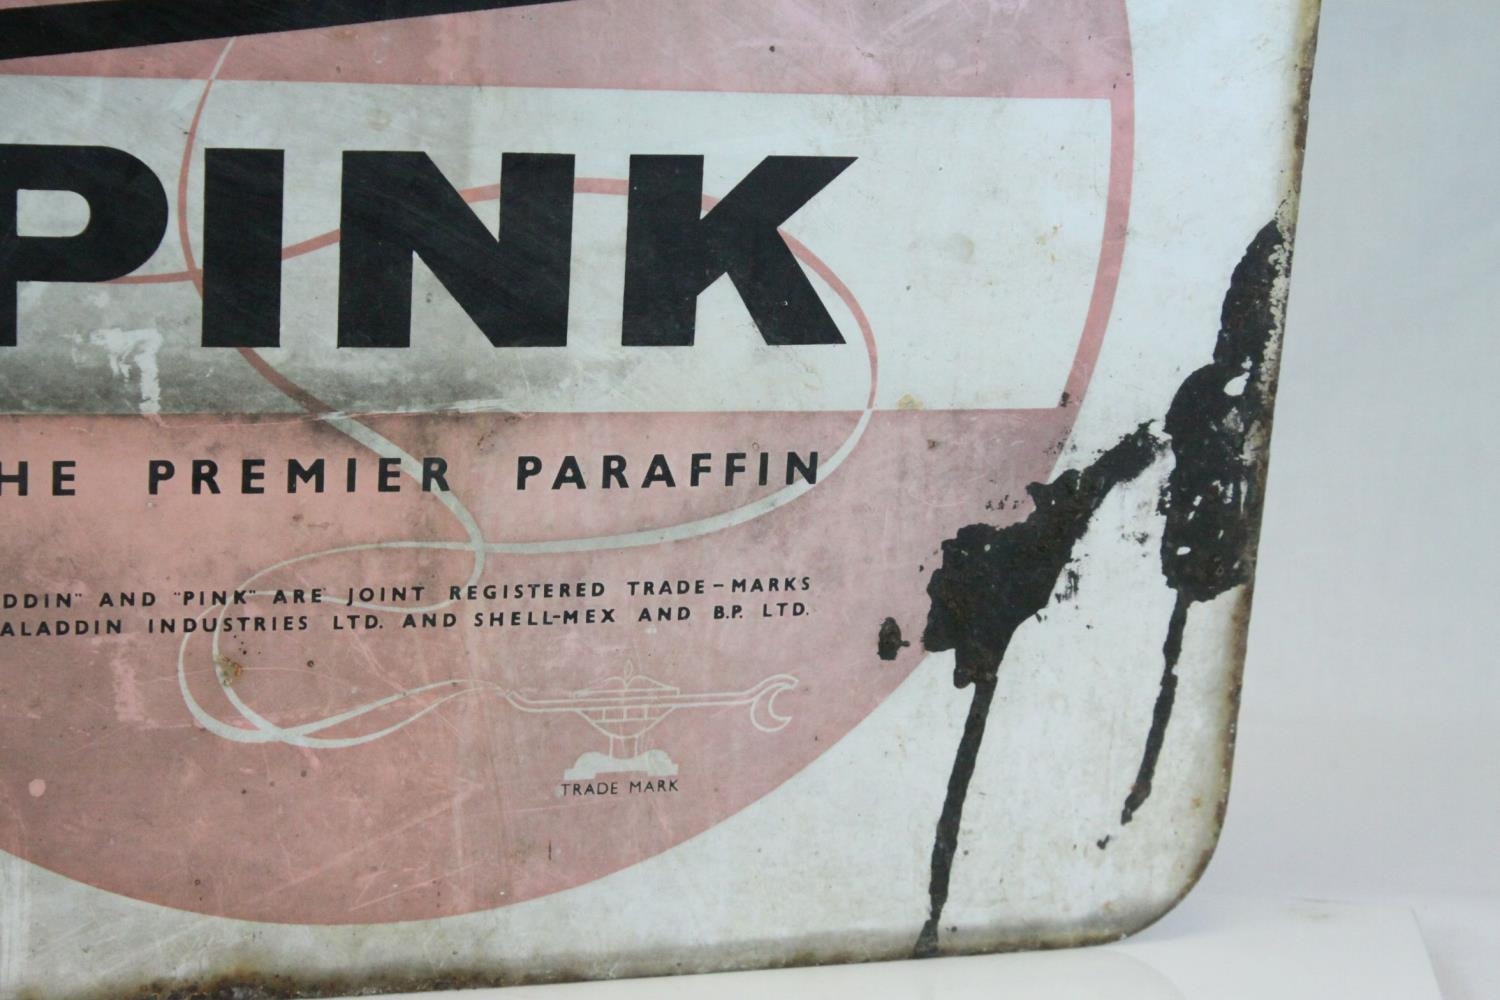 PINK
HE PREMIER PARAFFIN
DDIN" AND "PINK" ARE JOINT REGISTERED TRADE-MARKS
ALADDIN INDUSTRIES LTD. AND SHELL-MEX AND B.P. LTD.
TRADE MARK